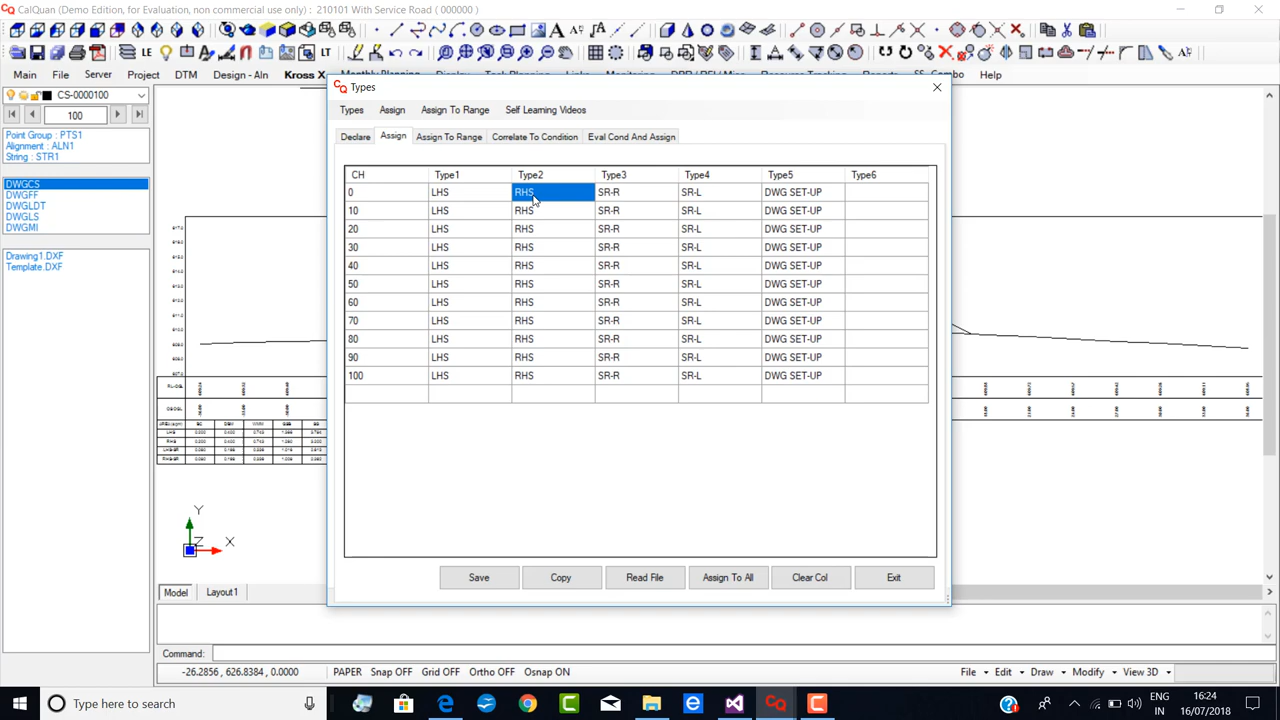 CQ CalQuan (Demo Edition, for Evaluation, non commercial use only) : 210101 With Service Road ( CalQuan)
LE LT
Main File Server Project DTM Design - Aln Kross X Help
CQ Types
CS-0000100
Types Assign Assign To Range Self Learning Videos
100
Declare Assign Assign To Range Correlate To Condition Eval Cond And Assign
Point Group : PTS1
Alignment : ALN1
String : STR1
DWGCS
DWGFF
DWGLDT
DWGLS
DWGMI
Drawing1.DXF
Template.DXF
CH Type1 Type2 Type3 Type4 Type5 Type6
0 LHS RHS SR-R SR-L DWG SET-UP
10 LHS RHS SR-R SR-L DWG SET-UP
20 LHS RHS SR-R SR-L DWG SET-UP
30 LHS RHS SR-R SR-L DWG SET-UP
40 LHS RHS SR-R SR-L DWG SET-UP
50 LHS RHS SR-R SR-L DWG SET-UP
60 LHS RHS SR-R SR-L DWG SET-UP
70 LHS RHS SR-R SR-L DWG SET-UP
80 LHS RHS SR-R SR-L DWG SET-UP
90 LHS RHS SR-R SR-L DWG SET-UP
100 LHS RHS SR-R SR-L DWG SET-UP
Save Copy Read File Assign To All Clear Col Exit
Y
Z X
Model Layout1
Command:
-26.2856, 626.8384, 0.0000 PAPER Snap OFF Grid OFF Ortho OFF Osnap ON File Edit Draw Modify View 3D
Type here to search
ENG
IN
16:24
16/07/2018